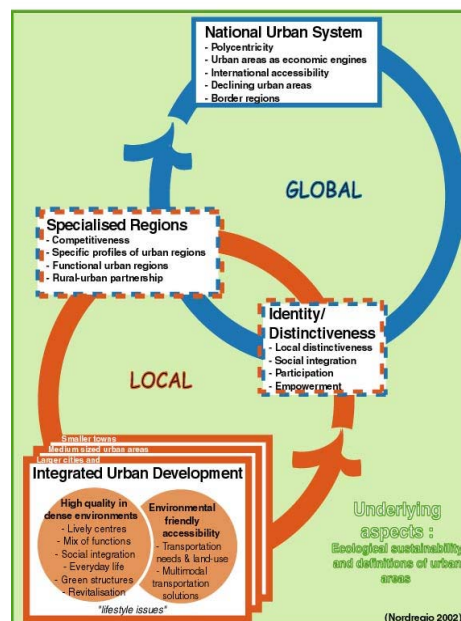 National Urban System
- Polycentricity
- Urban areas as economic engines
- International accessibility
- Declining urban areas
- Border regions
GLOBAL
Specialised Regions
- Competitiveness
- Specific profiles of urban regions
- Functional urban regions
- Rural-urban partnership
Identity/
Distinctiveness
- Local distinctiveness
- Social integration
- Participation
- Empowerment
LOCAL
Smaller towns
Medium sized urban areas
Larger cities and
Integrated Urban Development
High quality in
dense environments
- Lively centres
- Mix of functions
- Social integration
- Everyday life
- Green structures
- Revitalisation
Environmental
friendly
accessibility
- Transportation
needs & land-use
- Multimodal
transportation
solutions
"lifestyle issues"
Underlying
aspects :
Ecological sustainability
and definitions of urban
areas
(Nordregio 2002)